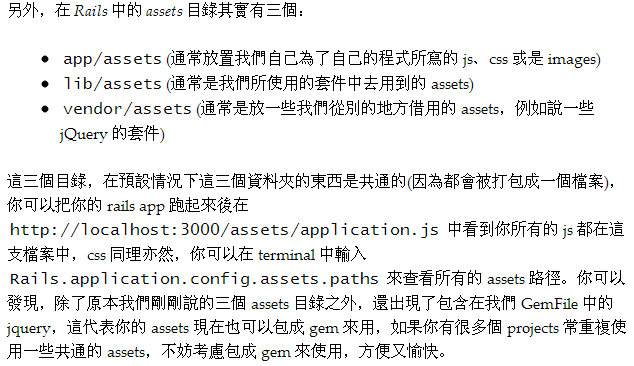 另外，在 Rails 中的 assets 目錄其實有三個：
• app/assets (通常放置我們自己為了自己的程式所寫的 js、css 或是 images)
• lib/assets (通常是我們所使用的套件中去用到的 assets)
• vendor/assets (通常是放一些我們從別的地方借用的 assets，例如說一些
jQuery 的套件)
這三個目錄，在預設情況下這三個資料夾的東西是共通的(因為都會被打包成一個檔案)，
你可以把你的 rails app 跑起來後在
http://localhost:3000/assets/application.js 中看到你所有的 js 都在這
支檔案中，css 同理亦然，你可以在 terminal 中輸入
Rails.application.config.assets.paths 來查看所有的 assets 路徑。你可以
發現，除了原本我們剛剛說的三個 assets 目錄之外，還出現了包含在我們 GemFile 中的
jquery，這代表你的 assets 現在也可以包成 gem 來用，如果你有很多個 projects 常重複使
用一些共通的 assets，不妨考慮包成 gem 來使用，方便又愉快。